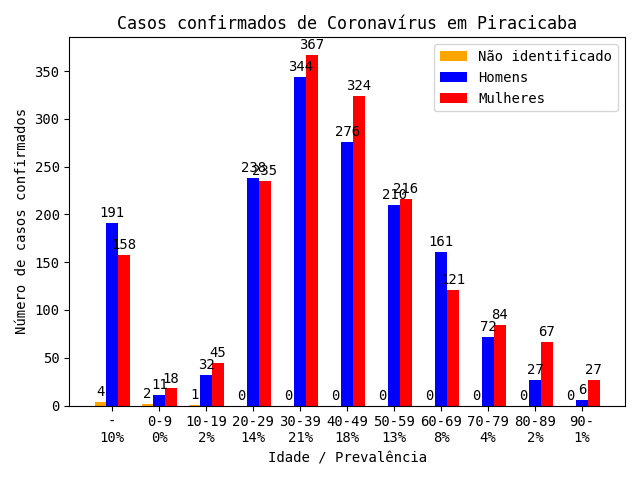 Casos confirmados de Coronavírus em Piracicaba
Não identificado
Homens
Mulheres
Número de casos confirmados
350
300
250
200
150
100
50
0
4 191 158
2 11 18
1 32 45
0 238 235
0 344 367
0 276 324
0 210 216
0 161 121
0 72 84
0 27 67
0 6 27
- 0-9 10-19 20-29 30-39 40-49 50-59 60-69 70-79 80-89 90-
10% 0% 2% 14% 21% 18% 13% 8% 4% 2% 1%
Idade / Prevalência